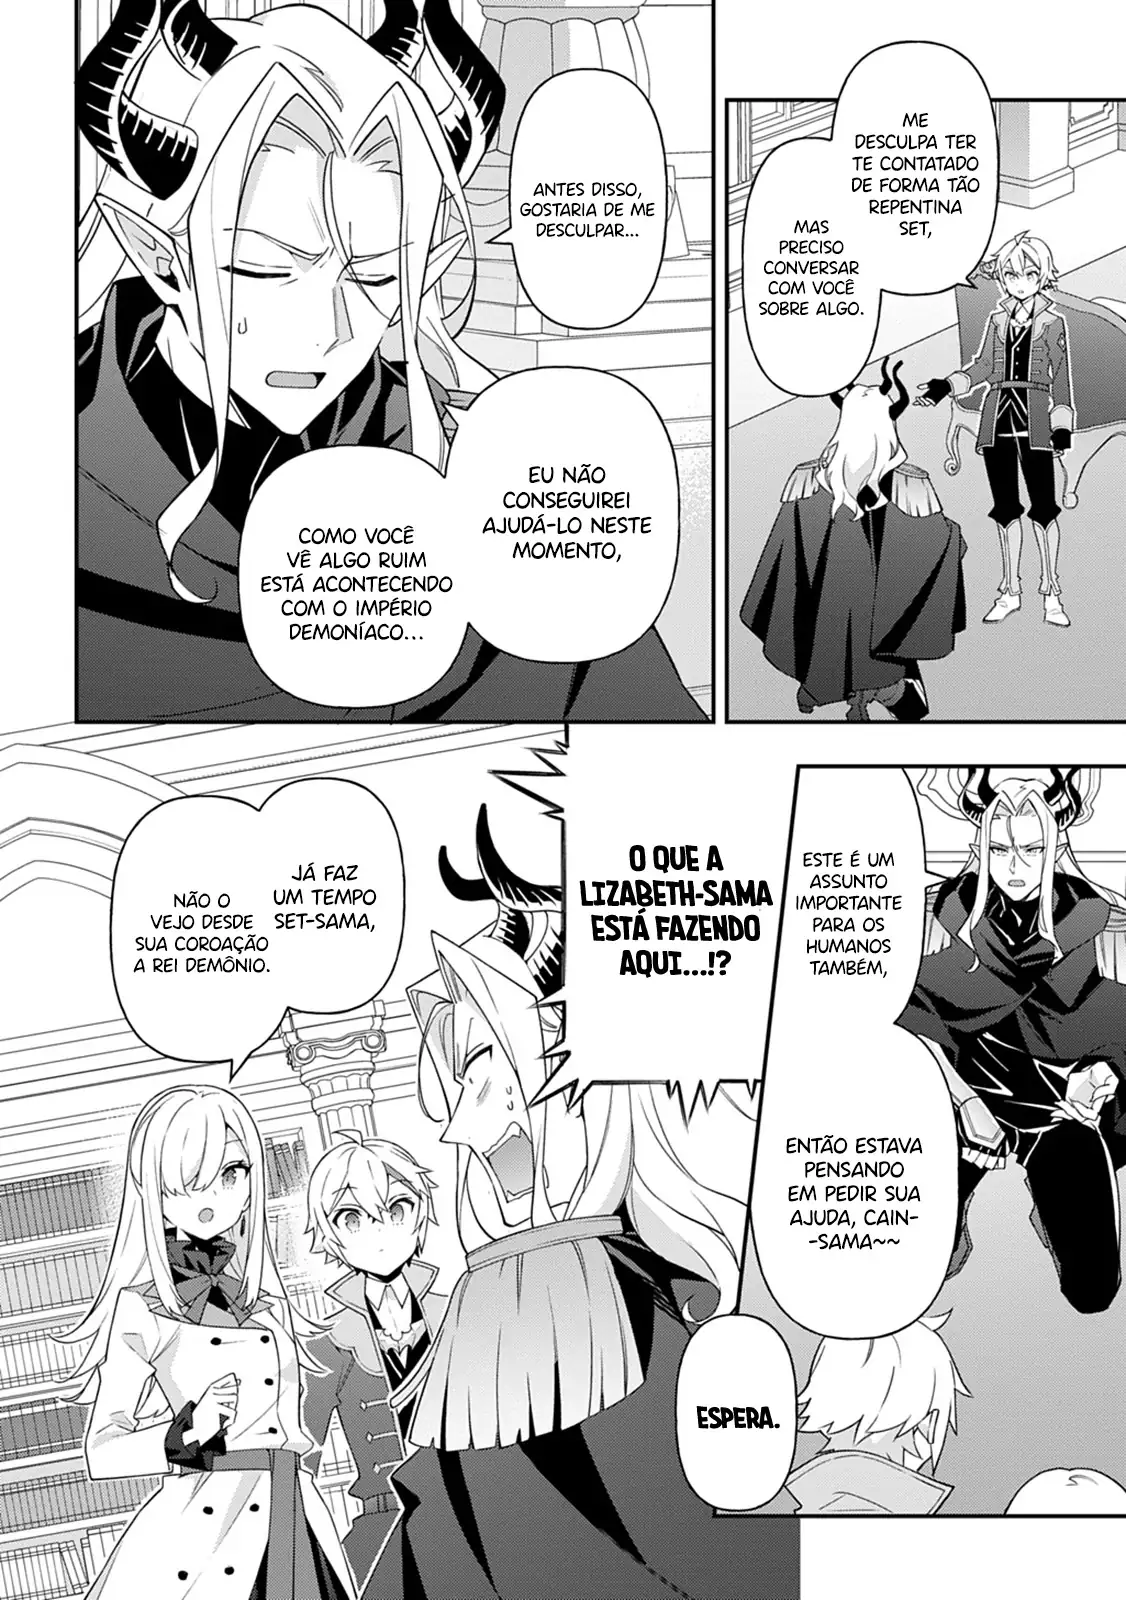 ME
DESCULPA TER
TE CONTATADO
DE FORMA TÃO
REPENTINA
SET,
MAS
PRECISO
CONVERSAR
COM VOCÊ
SOBRE ALGO.
ANTES DISSO,
GOSTARIA DE ME
DESCULPAR...
EU NÃO
CONSEGUIREI
AJUDÁ-LO NESTE
MOMENTO,
COMO VOCÊ
VÊ ALGO RUIM
ESTÁ ACONTECENDO
COM O IMPÉRIO
DEMONÍACO...
ESTE É UM
ASSUNTO
IMPORTANTE
PARA OS
HUMANOS
TAMBÉM,
ENTÃO ESTAVA
PENSANDO
EM PEDIR SUA
AJUDA, CAIN-
-SAMA~~
ESPERA.
O QUE A
LIZABETH-SAMA
ESTÁ FAZENDO
AQUI...!?
JÁ FAZ
UM TEMPO
SET-SAMA,
NÃO O
VEJO DESDE
SUA COROAÇÃO
A REI DEMÔNIO.